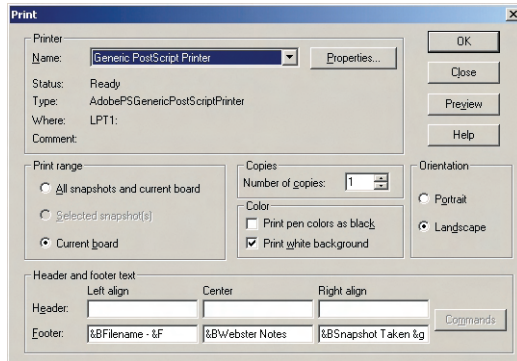 Print
Printer
Name: Generic PostScript Printer Properties...
Status: Ready
Type: AdobePSGenericPostScriptPrinter
Where: LPT1:
Comment:
OK
Close
Preview
Help
Print range
All snapshots and current board
Selected snapshot(s)
Current board
Copies
Number of copies: 1
Color
Print pen colors as black
Print white background
Orientation
Portrait
Landscape
Header and footer text
Left align Center Right align
Header:
Footer: &BFilename - &F &BWebster Notes &BSnapshot Taken &g
Commands